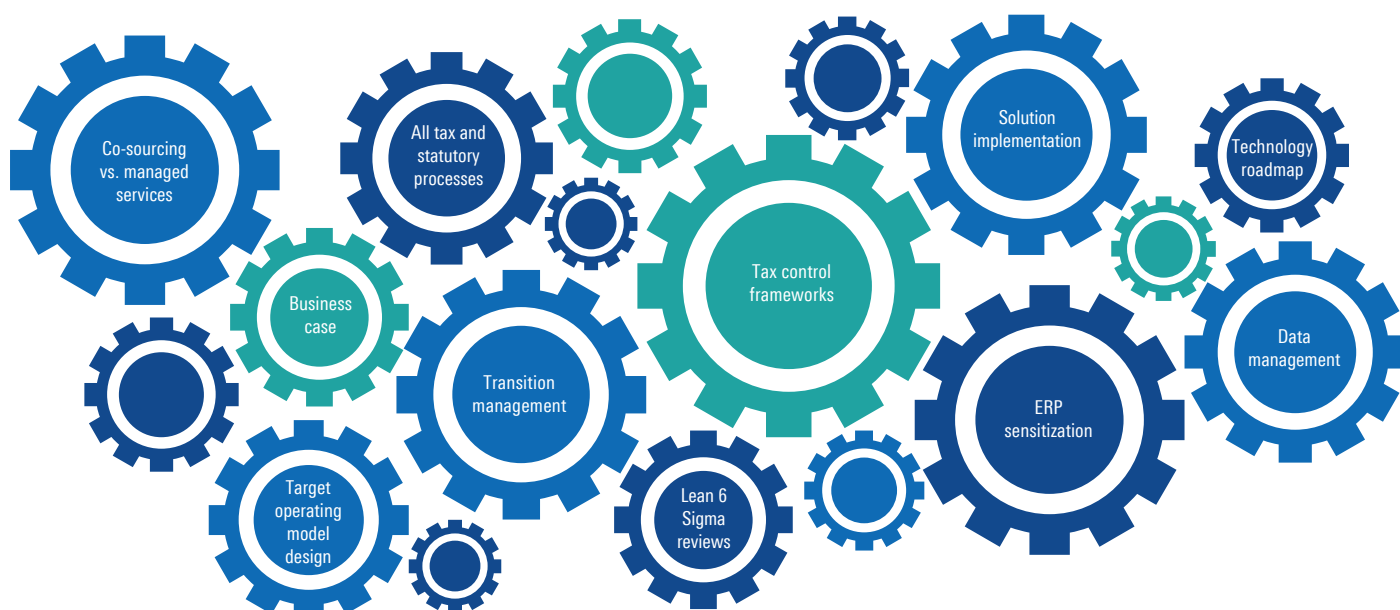 Co-sourcing
vs. managed
services
All tax and
statutory
processes
Solution
implementation
Technology
roadmap
Business
case
Tax control
frameworks
Transition
management
ERP
sensitization
Data
management
Target
operating
model
design
Lean 6
Sigma
reviews